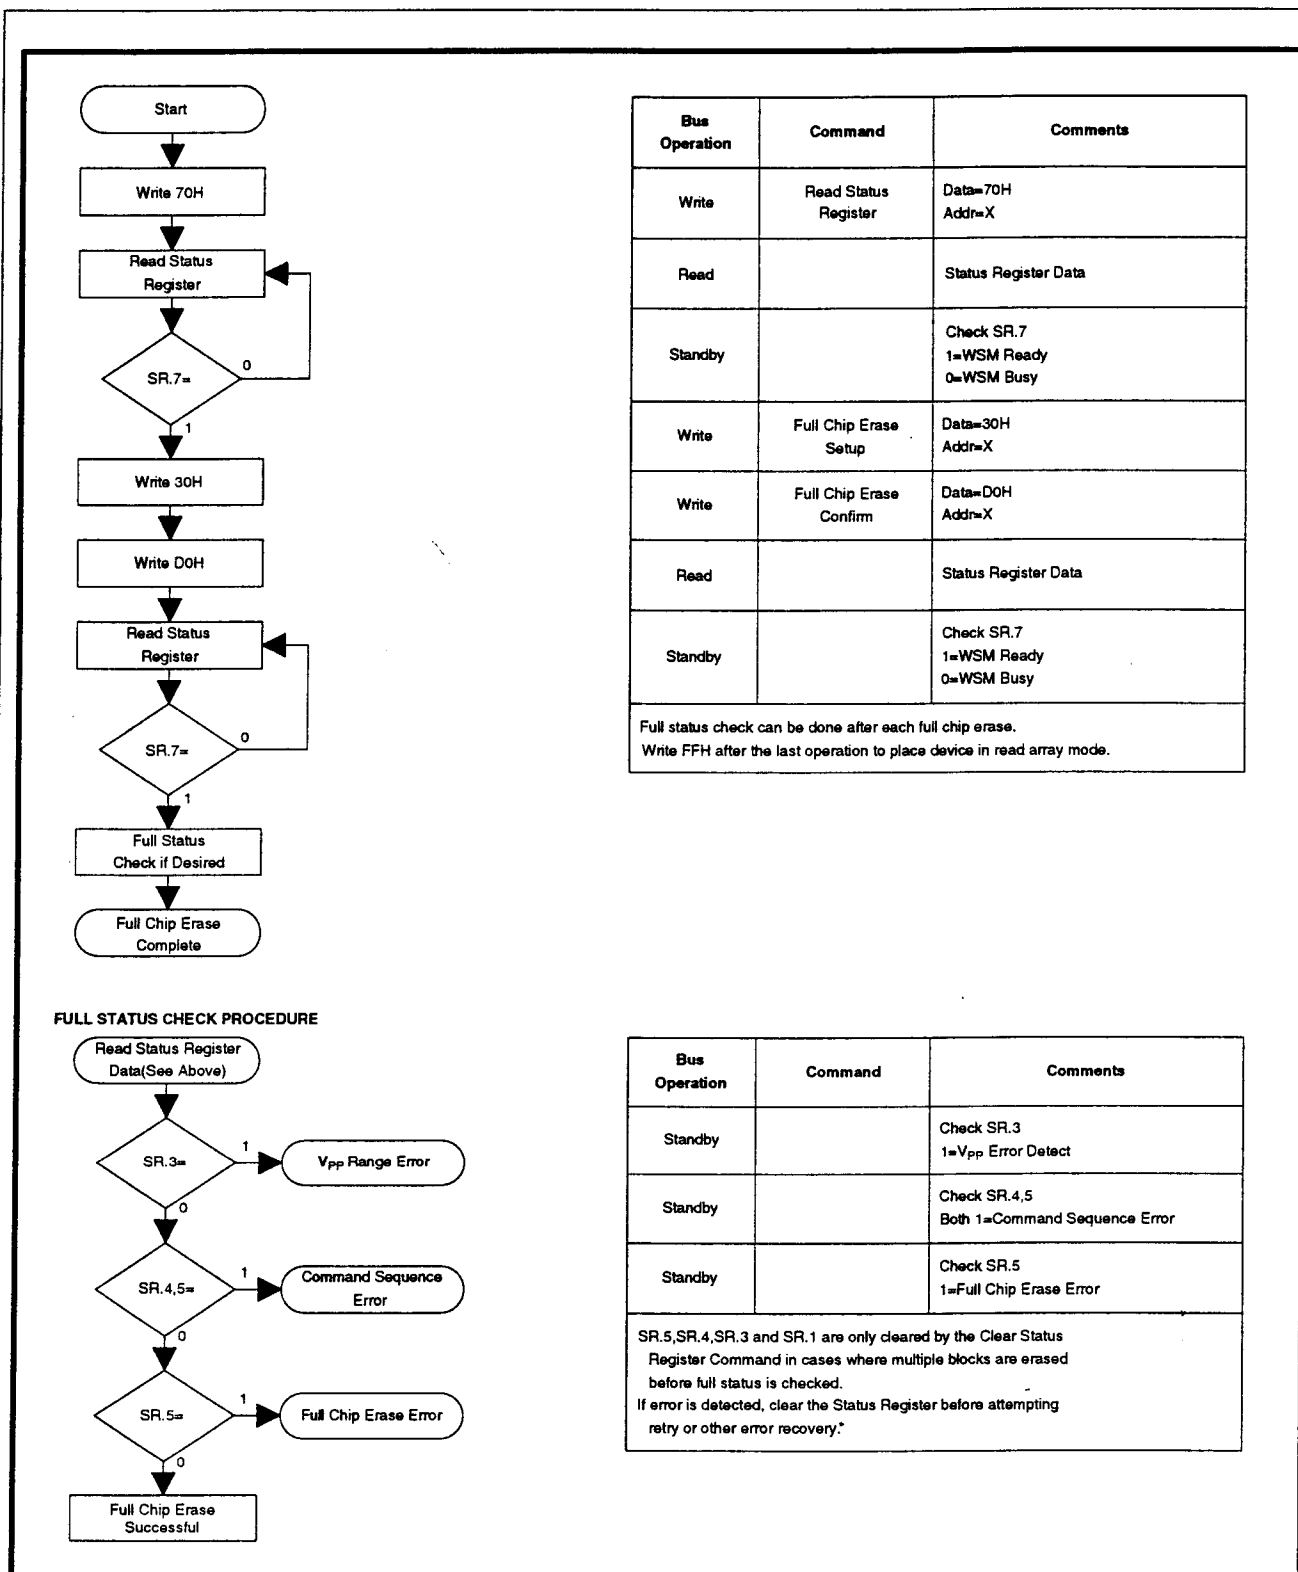 Start
Write 70H
Read Status
Register
SR.7=
0
1
Write 30H
Write D0H
Read Status
Register
SR.7=
0
1
Full Status
Check if Desired
Full Chip Erase
Complete
Bus
Operation
Command
Comments
Write
Read Status
Register
Data=70H
Addr=X
Read
Status Register Data
Standby
Check SR.7
1=WSM Ready
0=WSM Busy
Write
Full Chip Erase
Setup
Data=30H
Addr=X
Write
Full Chip Erase
Confirm
Data=D0H
Addr=X
Read
Status Register Data
Standby
Check SR.7
1=WSM Ready
0=WSM Busy
Full status check can be done after each full chip erase.
Write FFH after the last operation to place device in read array mode.
FULL STATUS CHECK PROCEDURE
Read Status Register
Data(See Above)
SR.3=
1
VPP Range Error
0
SR.4,5=
1
Command Sequence
Error
0
SR.5=
1
Full Chip Erase Error
0
Full Chip Erase
Successful
Bus
Operation
Command
Comments
Standby
Check SR.3
1=VPP Error Detect
Standby
Check SR.4,5
Both 1=Command Sequence Error
Standby
Check SR.5
1=Full Chip Erase Error
SR.5,SR.4,SR.3 and SR.1 are only cleared by the Clear Status
Register Command in cases where multiple blocks are erased
before full status is checked.
If error is detected, clear the Status Register before attempting
retry or other error recovery.*